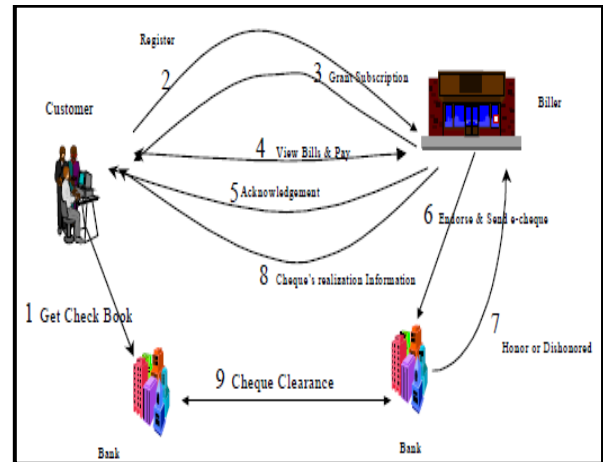 Register
2
3 Grant Subscription
Customer
Biller
4 View Bills & Pay
5 Acknowledgement
6 Endorse & Send e-cheque
8 Cheque's realization Information
1 Get Check Book
7
Honor or Dishonored
9 Cheque Clearance
Bank
Bank